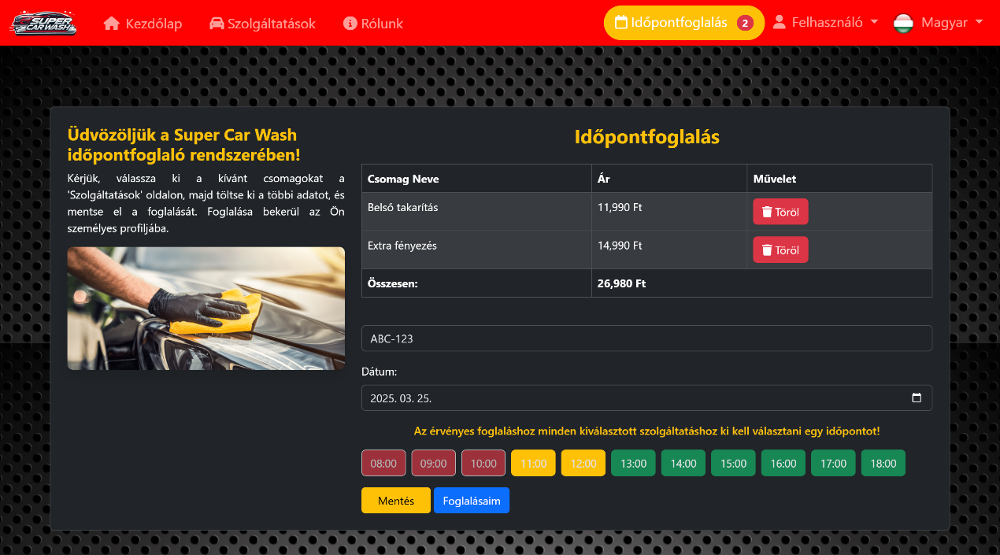 SUPER
CAR WASH
Kezdőlap
Szolgáltatások
Rólunk
Időpontfoglalás 2
Felhasználó
Magyar
Üdvözöljük a Super Car Wash
időpontfoglaló rendszerében!
Kérjük, válassza ki a kívánt csomagokat a
'Szolgáltatások' oldalon, majd töltse ki a többi adatot, és
mentse el a foglalását. Foglalása bekerül az Ön
személyes profiljába.
Időpontfoglalás
Csomag Neve Ár Művelet
Belső takarítás 11,990 Ft Töröl
Extra fényezés 14,990 Ft Töröl
Összesen: 26,980 Ft
ABC-123
Dátum:
2025. 03. 25.
Az érvényes foglaláshoz minden kiválasztott szolgáltatáshoz ki kell választani egy időpontot!
08:00 09:00 10:00 11:00 12:00 13:00 14:00 15:00 16:00 17:00 18:00
Mentés Foglalásaim